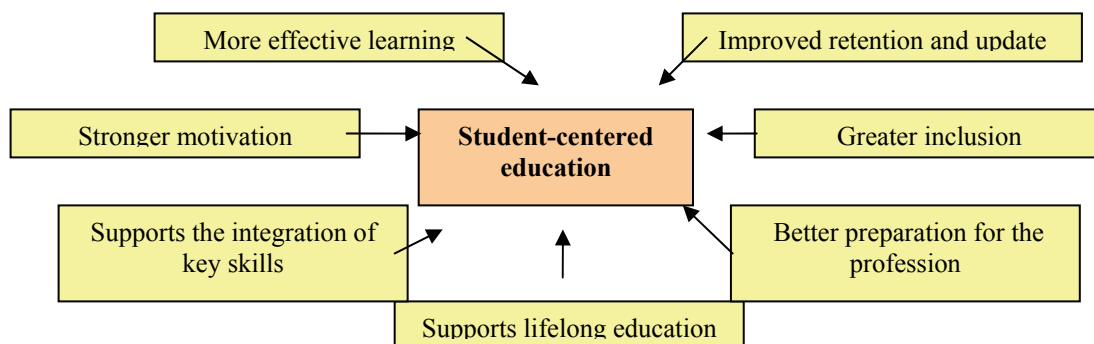 More effective learning
Improved retention and update
Stronger motivation
Student-centered
education
Greater inclusion
Supports the integration of
key skills
Better preparation for the
profession
Supports lifelong education